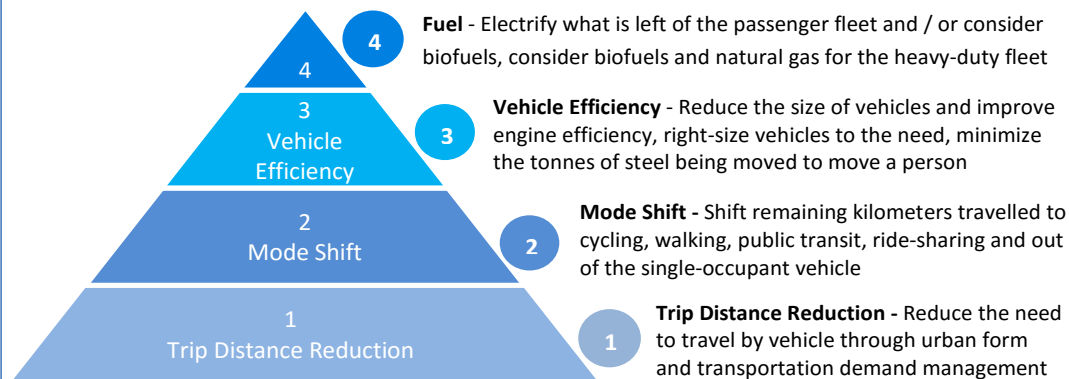 4
3
Vehicle
Efficiency
2
Mode Shift
1
Trip Distance Reduction
4
Fuel - Electrify what is left of the passenger fleet and / or consider
biofuels, consider biofuels and natural gas for the heavy-duty fleet
3
Vehicle Efficiency - Reduce the size of vehicles and improve
engine efficiency, right-size vehicles to the need, minimize
the tonnes of steel being moved to move a person
2
Mode Shift - Shift remaining kilometers travelled to
cycling, walking, public transit, ride-sharing and out
of the single-occupant vehicle
1
Trip Distance Reduction - Reduce the need
to travel by vehicle through urban form
and transportation demand management